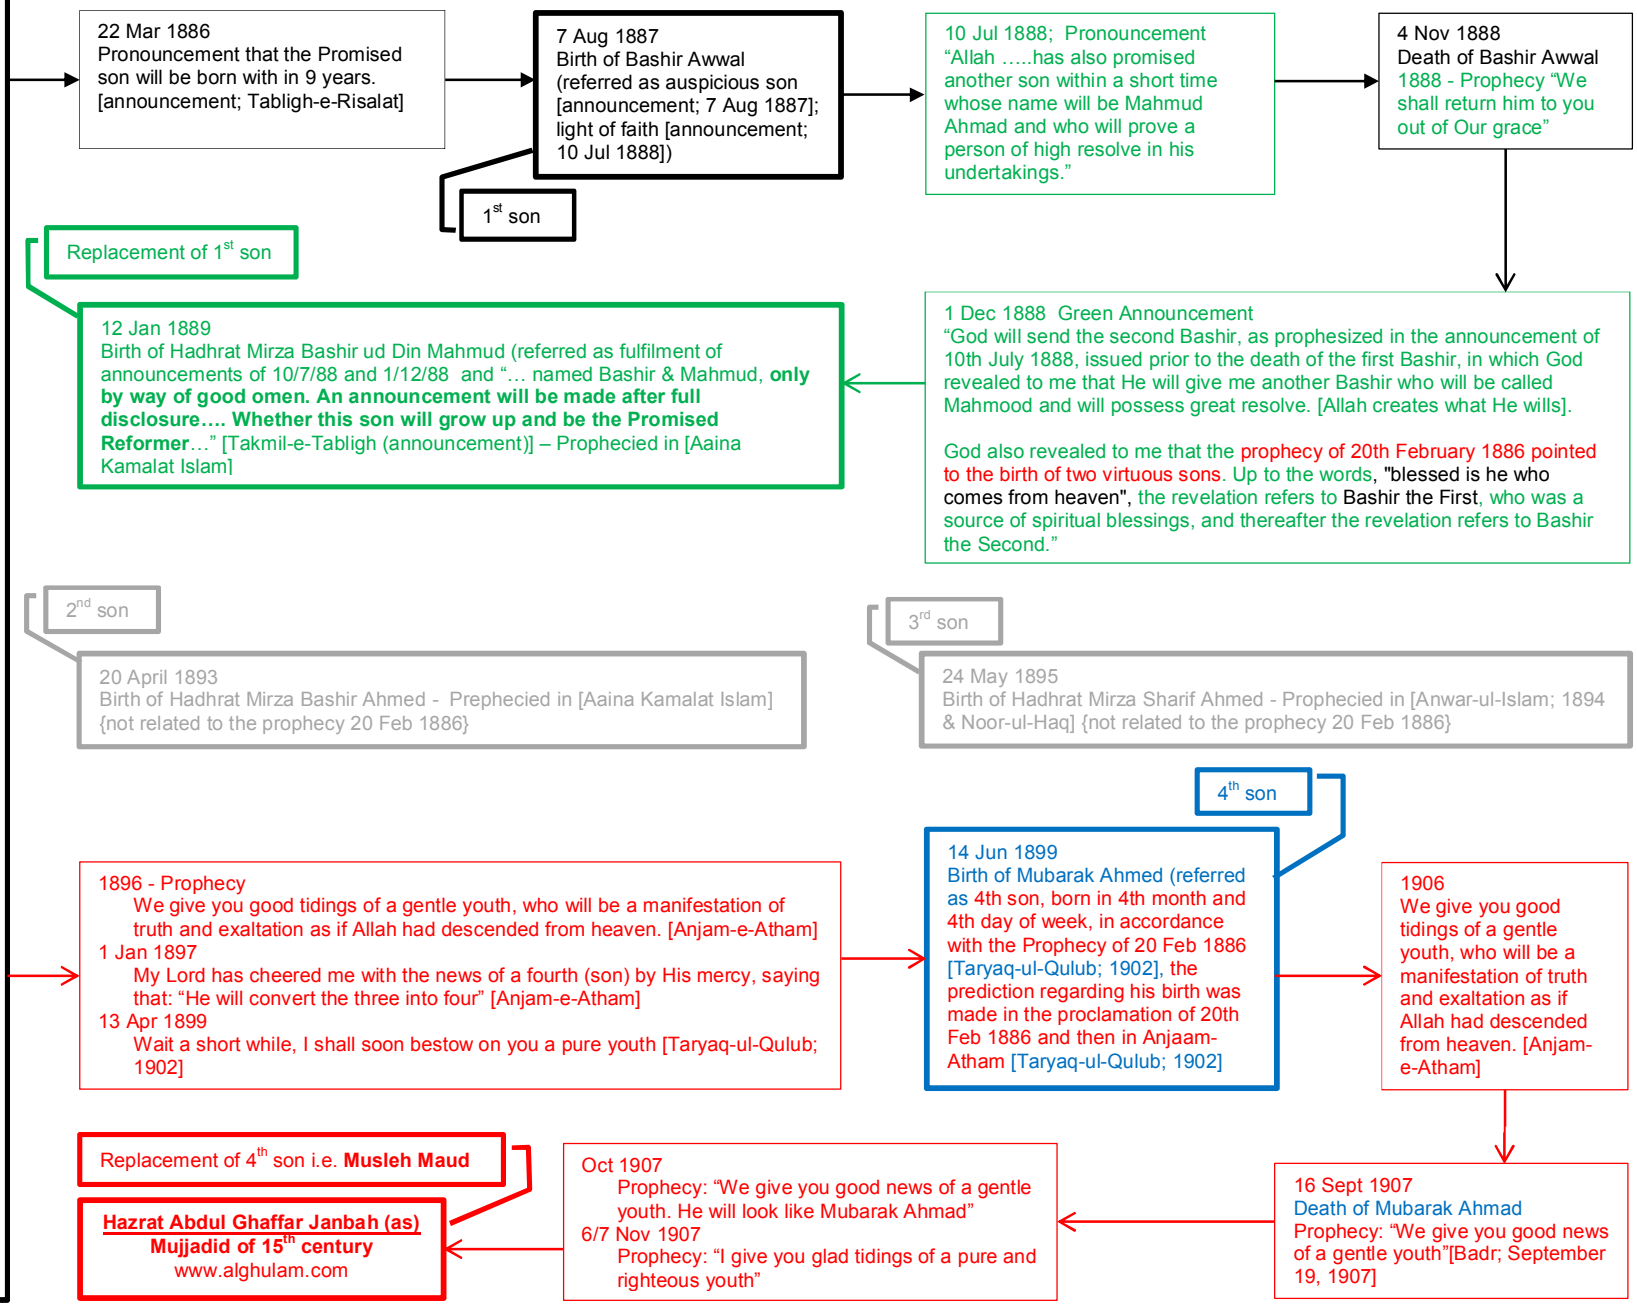 22 Mar 1886
Pronouncement that the Promised
son will be born with in 9 years.
[announcement; Tabligh-e-Risalat]
7 Aug 1887
Birth of Bashir Awwal
(referred as auspicious son
[announcement; 7 Aug 1887];
light of faith [announcement;
10 Jul 1888])
1st son
10 Jul 1888;  Pronouncement
“Allah …..has also promised
another son within a short time
whose name will be Mahmud
Ahmad and who will prove a
person of high resolve in his
undertakings.”
4 Nov 1888
Death of Bashir Awwal
1888 - Prophecy “We
shall return him to you
out of Our grace”
Replacement of 1st son
12 Jan 1889
Birth of Hadhrat Mirza Bashir ud Din Mahmud (referred as fulfilment of
announcements of 10/7/88 and 1/12/88  and “… named Bashir & Mahmud, only
by way of good omen. An announcement will be made after full
disclosure…. Whether this son will grow up and be the Promised
Reformer…” [Takmil-e-Tabligh (announcement)] – Prophecied in [Aaina
Kamalat Islam]
1 Dec 1888  Green Announcement
“God will send the second Bashir, as prophesized in the announcement of
10th July 1888, issued prior to the death of the first Bashir, in which God
revealed to me that He will give me another Bashir who will be called
Mahmood and will possess great resolve. [Allah creates what He wills].
God also revealed to me that the prophecy of 20th February 1886 pointed
to the birth of two virtuous sons. Up to the words, "blessed is he who
comes from heaven", the revelation refers to Bashir the First, who was a
source of spiritual blessings, and thereafter the revelation refers to Bashir
the Second.”
2nd son
20 April 1893
Birth of Hadhrat Mirza Bashir Ahmed -  Prephecied in [Aaina Kamalat Islam]
{not related to the prophecy 20 Feb 1886}
3rd son
24 May 1895
Birth of Hadhrat Mirza Sharif Ahmed - Prophecied in [Anwar-ul-Islam; 1894
& Noor-ul-Haq] {not related to the prophecy 20 Feb 1886}
4th son
1896 - Prophecy
We give you good tidings of a gentle youth, who will be a manifestation of
truth and exaltation as if Allah had descended from heaven. [Anjam-e-Atham]
1 Jan 1897
My Lord has cheered me with the news of a fourth (son) by His mercy, saying
that: “He will convert the three into four” [Anjam-e-Atham]
13 Apr 1899
Wait a short while, I shall soon bestow on you a pure youth [Taryaq-ul-Qulub;
1902]
14 Jun 1899
Birth of Mubarak Ahmed (referred
as 4th son, born in 4th month and
4th day of week, in accordance
with the Prophecy of 20 Feb 1886
[Taryaq-ul-Qulub; 1902], the
prediction regarding his birth was
made in the proclamation of 20th
Feb 1886 and then in Anjaam-
Atham [Taryaq-ul-Qulub; 1902]
1906
We give you good
tidings of a gentle
youth, who will be a
manifestation of truth
and exaltation as if
Allah had descended
from heaven. [Anjam-
e-Atham]
Replacement of 4th son i.e. Musleh Maud
Hazrat Abdul Ghaffar Janbah (as)
Mujjadid of 15th century
www.alghulam.com
Oct 1907
Prophecy: “We give you good news of a gentle
youth. He will look like Mubarak Ahmad”
6/7 Nov 1907
Prophecy: “I give you glad tidings of a pure and
righteous youth”
16 Sept 1907
Death of Mubarak Ahmad
Prophecy: “We give you good news
of a gentle youth”[Badr; September
19, 1907]